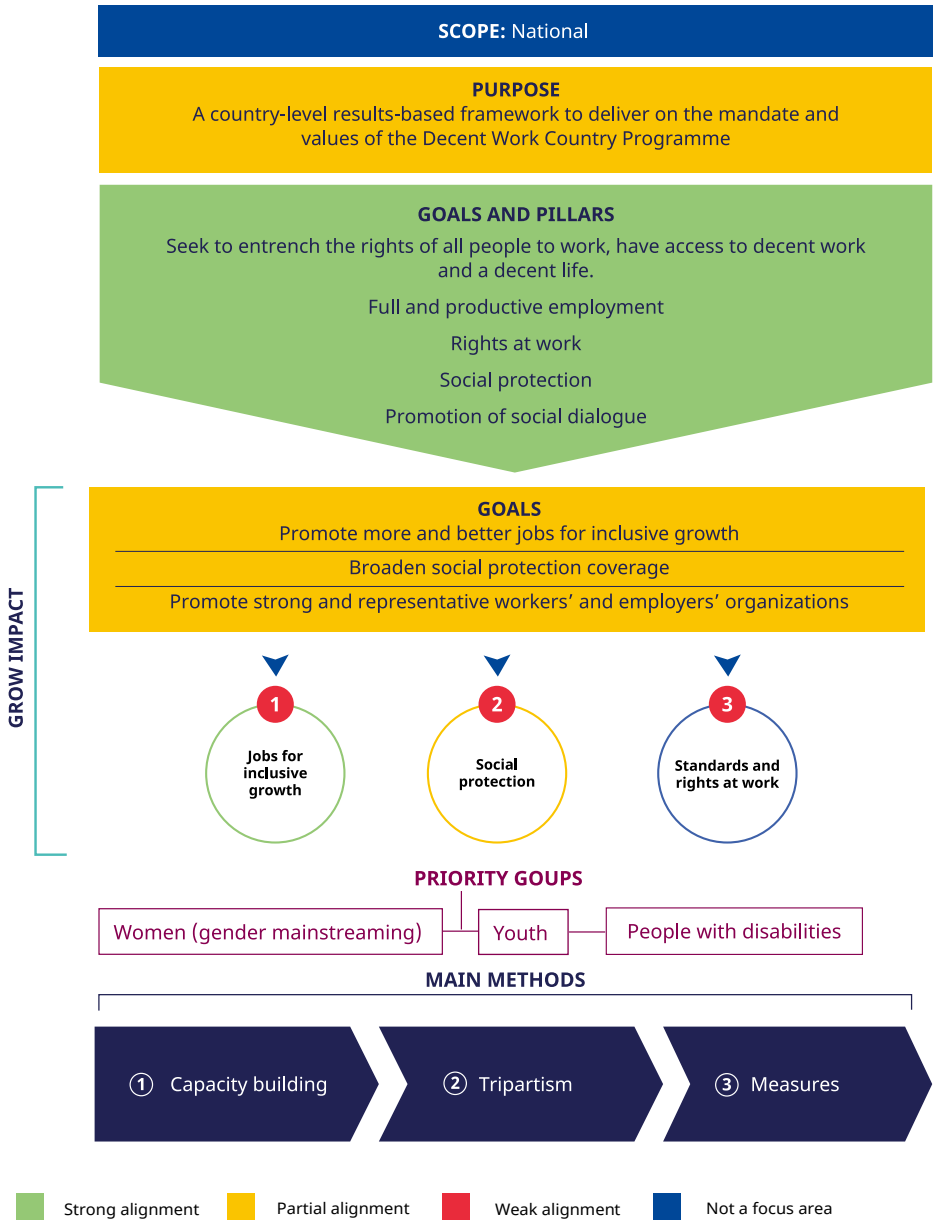 SCOPE: National
PURPOSE
A country-level results-based framework to deliver on the mandate and
values of the Decent Work Country Programme
GOALS AND PILLARS
Seek to entrench the rights of all people to work, have access to decent work
and a decent life.
Full and productive employment
Rights at work
Social protection
Promotion of social dialogue
GROW IMPACT
GOALS
Promote more and better jobs for inclusive growth
Broaden social protection coverage
Promote strong and representative workers’ and employers’ organizations
1
Jobs for
inclusive
growth
2
Social
protection
3
Standards and
rights at work
PRIORITY GOUPS
Women (gender mainstreaming)
Youth
People with disabilities
MAIN METHODS
1 Capacity building
2 Tripartism
3 Measures
Strong alignment
Partial alignment
Weak alignment
Not a focus area